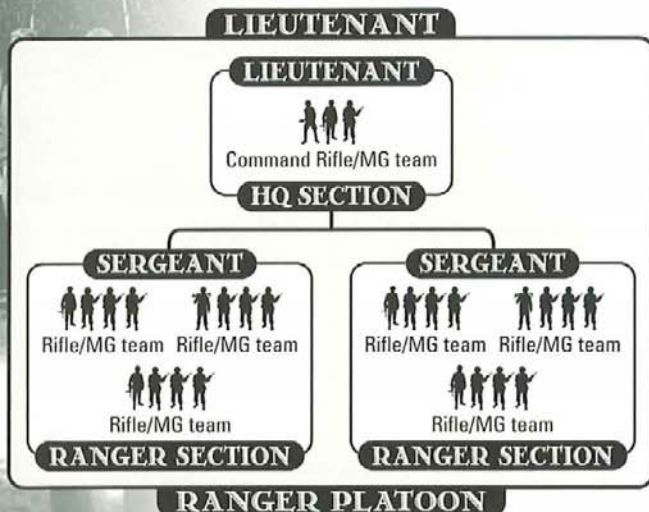 LIEUTENANT
LIEUTENANT
Command Rifle/MG team
HQ SECTION
SERGEANT
Rifle/MG team Rifle/MG team
Rifle/MG team
RANGER SECTION
SERGEANT
Rifle/MG team Rifle/MG team
Rifle/MG team
RANGER SECTION
RANGER PLATOON